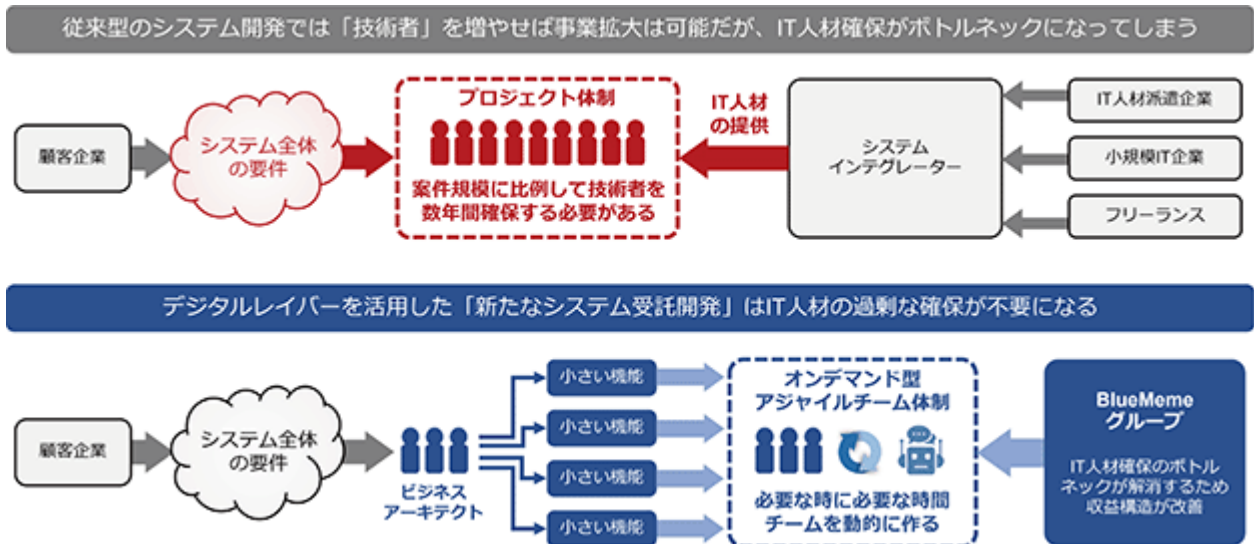 従来型のシステム開発では「技術者」を増やせば事業拡大は可能だが、IT人材確保がボトルネックになってしまう
顧客企業
システム全体
の要件
プロジェクト体制
案件規模に比例して技術者を
数年間確保する必要がある
IT人材
の提供
システム
インテグレーター
IT人材派遣企業
小規模IT企業
フリーランス
デジタルレイバーを活用した「新たなシステム受託開発」はIT人材の過剰な確保が不要になる
顧客企業
システム全体
の要件
ビジネス
アーキテクト
小さい機能
小さい機能
小さい機能
小さい機能
オンデマンド型
アジャイルチーム体制
必要な時に必要な時間
チームを動的に作る
BlueMeme
グループ
IT人材確保のボトル
ネックが解消するため
収益構造が改善